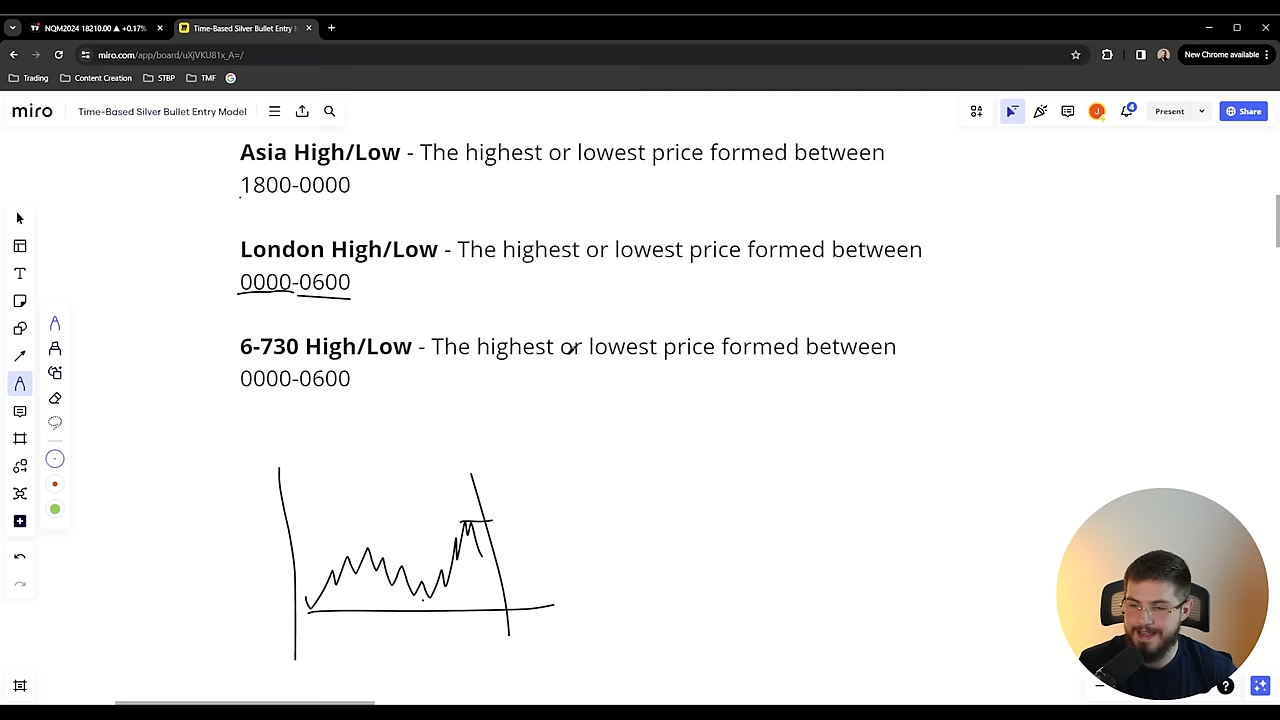 NQM2024 18210.00 ▲ +0.17%
Time-Based Silver Bullet Entry
miro.com/app/board/uXjVKU81x_A=/
New Chrome available
Trading
Content Creation
STBP
TMF
miro
Time-Based Silver Bullet Entry Model
J
4
Present
Share
Asia High/Low - The highest or lowest price formed between
1800-0000
London High/Low - The highest or lowest price formed between
0000-0600
6-730 High/Low - The highest or lowest price formed between
0000-0600